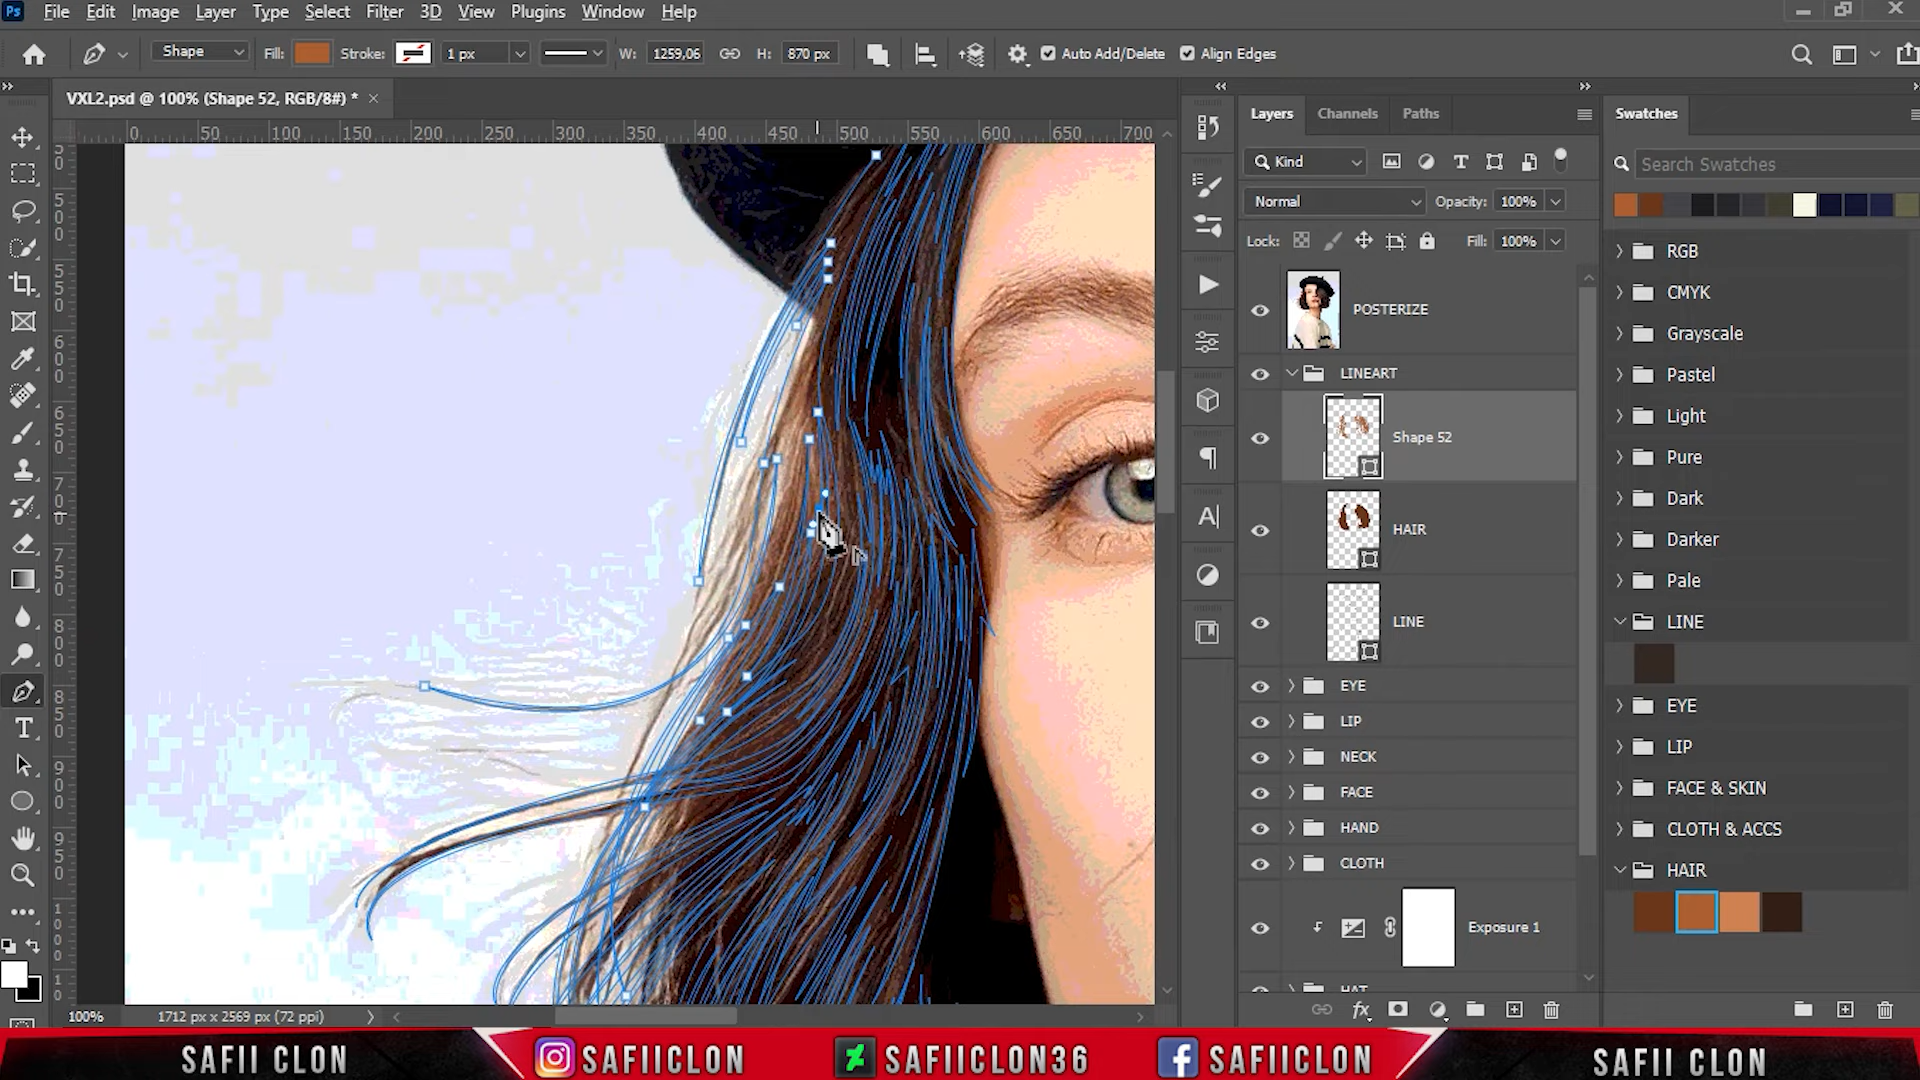 Ps File Edit Image Layer Type Select Filter 3D View Plugins Window Help
Shape Fill: Stroke: 1 px W: 1259,06 H: 870 px Auto Add/Delete Align Edges
VXL2.psd @ 100% (Shape 52, RGB/8#) * ×
0 50 100 150 200 250 300 350 400 450 500 550 600 650 700
Layers Channels Paths
Swatches
Kind
Search Swatches
Normal Opacity: 100%
Lock: Fill: 100%
POSTERIZE
LINEART
Shape 52
HAIR
LINE
EYE
LIP
NECK
FACE
HAND
CLOTH
Exposure 1
HAT
RGB
CMYK
Grayscale
Pastel
Light
Pure
Dark
Darker
Pale
LINE
EYE
LIP
FACE & SKIN
CLOTH & ACCS
HAIR
100% 1712 px x 2569 px (72 ppi)
SAFII CLON SAFIICLON SAFIICLON36 SAFIICLON SAFII CLON